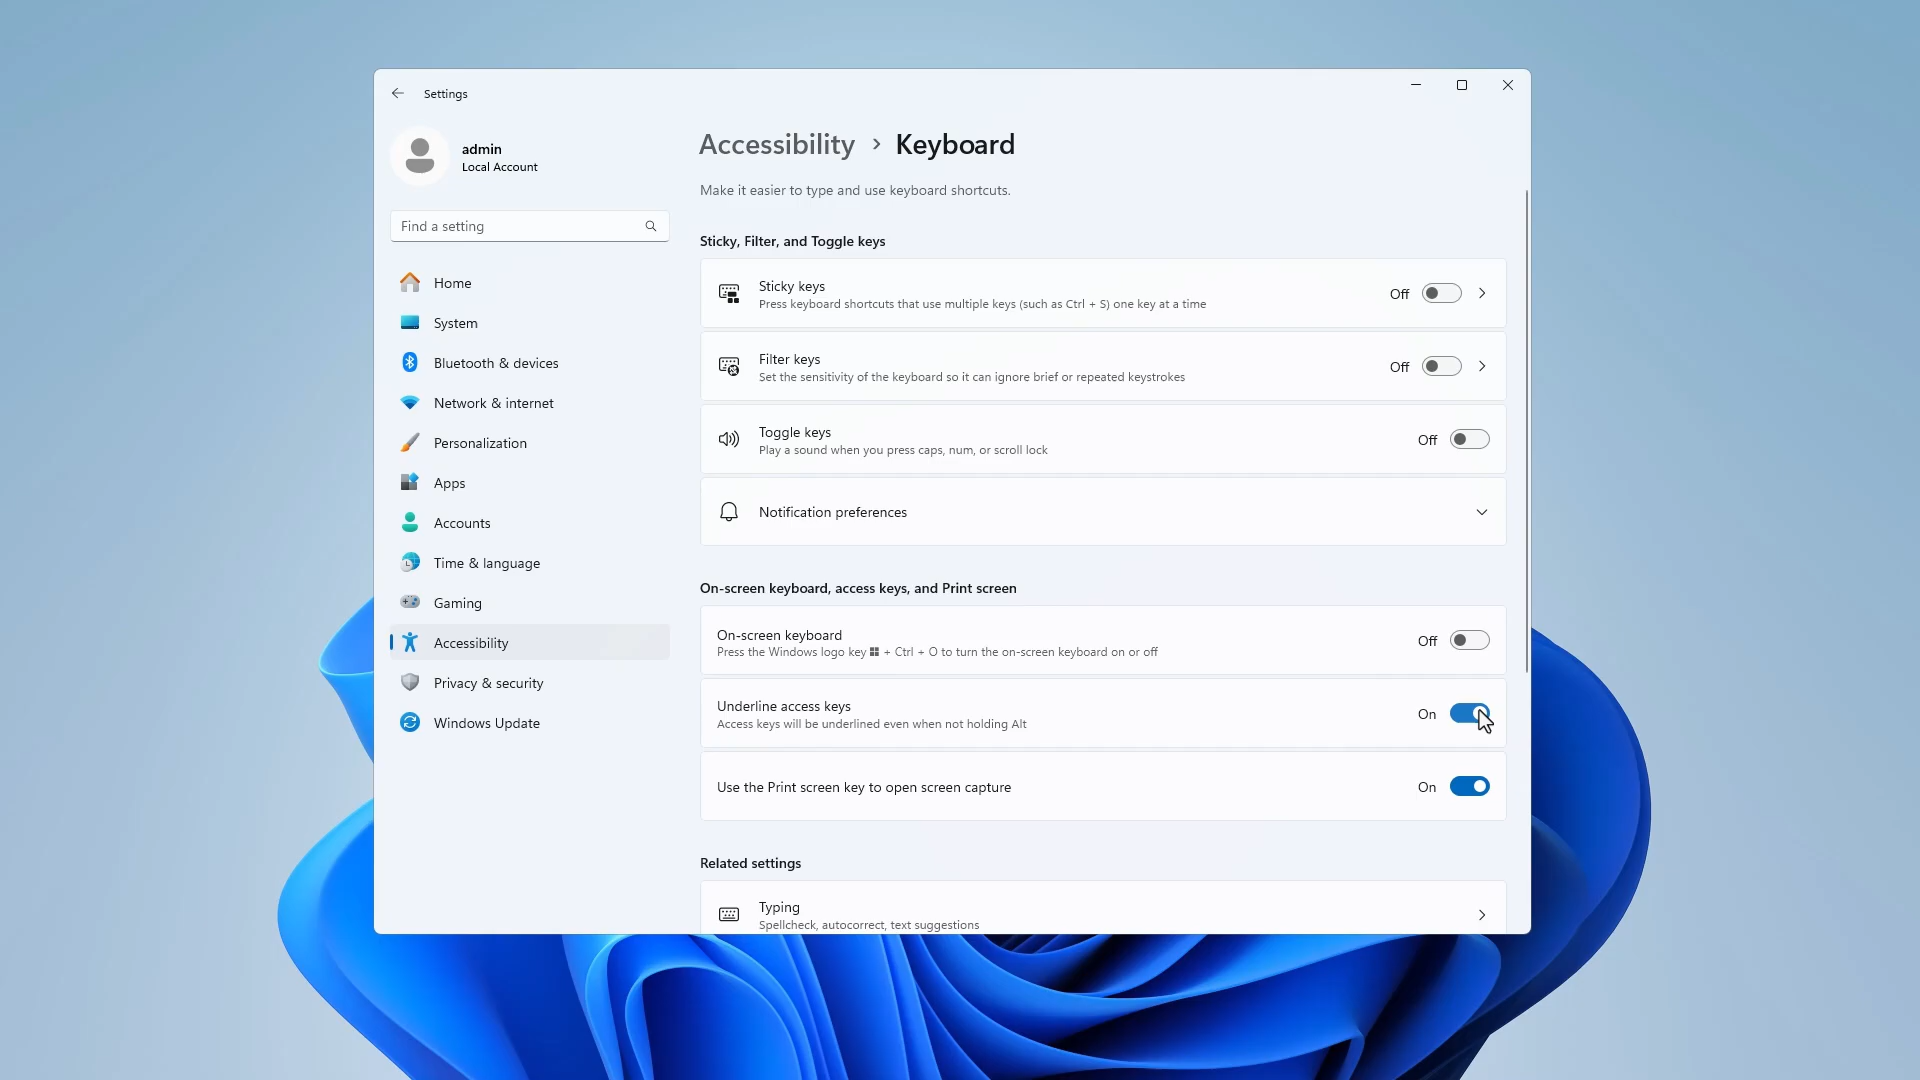 Settings
admin
Local Account
Find a setting
Home
System
Bluetooth & devices
Network & internet
Personalization
Apps
Accounts
Time & language
Gaming
Accessibility
Privacy & security
Windows Update
Accessibility > Keyboard
Make it easier to type and use keyboard shortcuts.
Sticky, Filter, and Toggle keys
Sticky keys
Press keyboard shortcuts that use multiple keys (such as Ctrl + S) one key at a time
Off
Filter keys
Set the sensitivity of the keyboard so it can ignore brief or repeated keystrokes
Off
Toggle keys
Play a sound when you press caps, num, or scroll lock
Off
Notification preferences
On-screen keyboard, access keys, and Print screen
On-screen keyboard
Press the Windows logo key + Ctrl + O to turn the on-screen keyboard on or off
Off
Underline access keys
Access keys will be underlined even when not holding Alt
On
Use the Print screen key to open screen capture
On
Related settings
Typing
Spellcheck, autocorrect, text suggestions